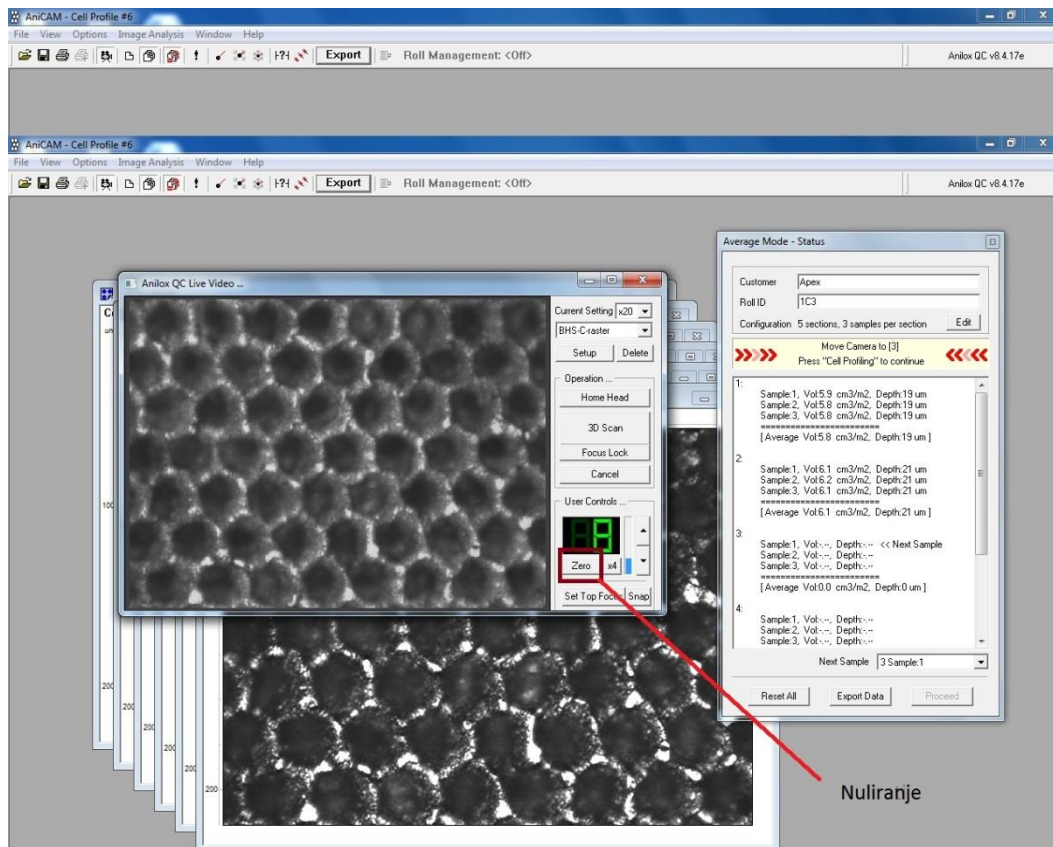 AniCAM - Cell Profile #6
File View Options Image Analysis Window Help
Export Roll Management: <Off> Anilox QC v8.4.17e
AniCAM - Cell Profile #6
File View Options Image Analysis Window Help
Export Roll Management: <Off> Anilox QC v8.4.17e
Anilox QC Live Video ...
Current Setting x20
BHS-C-raster
Setup Delete
Operation ...
Home Head
3D Scan
Focus Lock
Cancel
User Controls ...
Zero x4
Set Top Focus Snap
100
200
200
200
200
200
200
Average Mode - Status
Customer Apex
Roll ID 1C3
Configuration 5 sections, 3 samples per section Edit
Move Camera to [3]
Press "Cell Profiling" to continue
1:
Sample:1, Vol:5.9 cm3/m2, Depth:19 um
Sample:2, Vol:5.8 cm3/m2, Depth:19 um
Sample:3, Vol:5.8 cm3/m2, Depth:19 um
========================
[ Average Vol:5.8 cm3/m2, Depth:19 um ]
2:
Sample:1, Vol:6.1 cm3/m2, Depth:21 um
Sample:2, Vol:6.2 cm3/m2, Depth:21 um
Sample:3, Vol:6.1 cm3/m2, Depth:21 um
========================
[ Average Vol:6.1 cm3/m2, Depth:21 um ]
3:
Sample:1, Vol:-.--, Depth:-.-- << Next Sample
Sample:2, Vol:-.--, Depth:-.--
Sample:3, Vol:-.--, Depth:-.--
========================
[ Average Vol:0.0 cm3/m2, Depth:0 um ]
4:
Sample:1, Vol:-.--, Depth:-.--
Sample:2, Vol:-.--, Depth:-.--
Sample:3, Vol:-.--, Depth:-.--
Next Sample 3 Sample:1
Reset All Export Data Proceed
Nuliranje